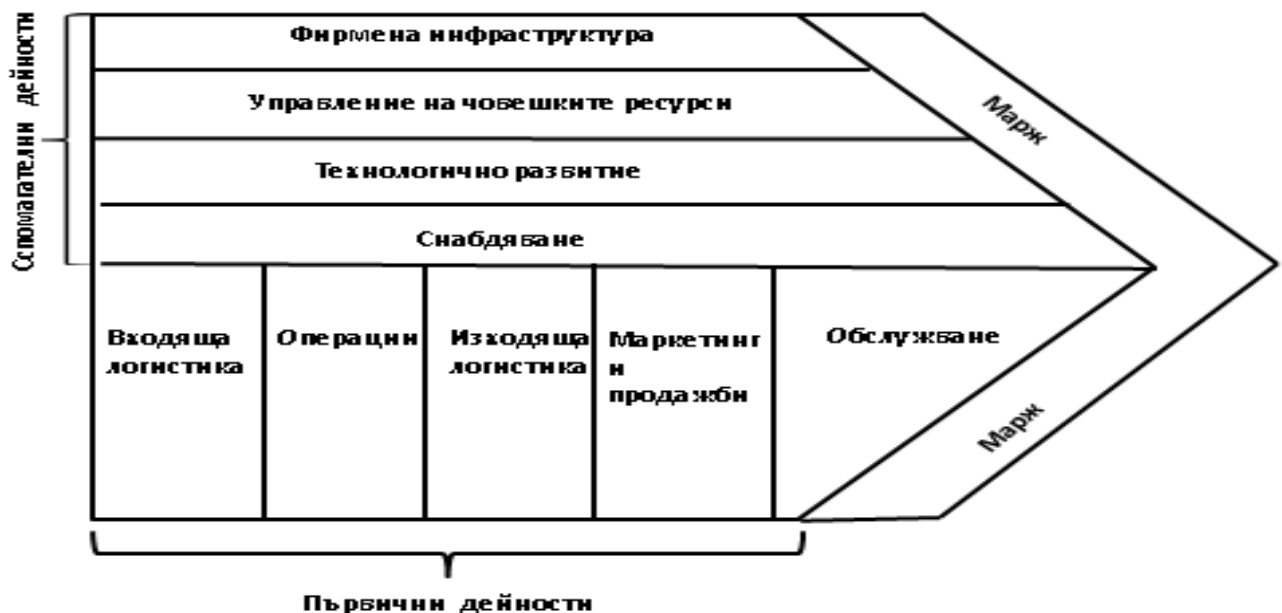 Фирмена инфраструктура
Управление на човешките ресурси
Технологично развитие
Снабдяване
Спомагателни дейности
Марж
Входяща
логистика
Операции
Изходяща
логистика
Маркетинг
и
продажби
Обслужване
Марж
Първични дейности